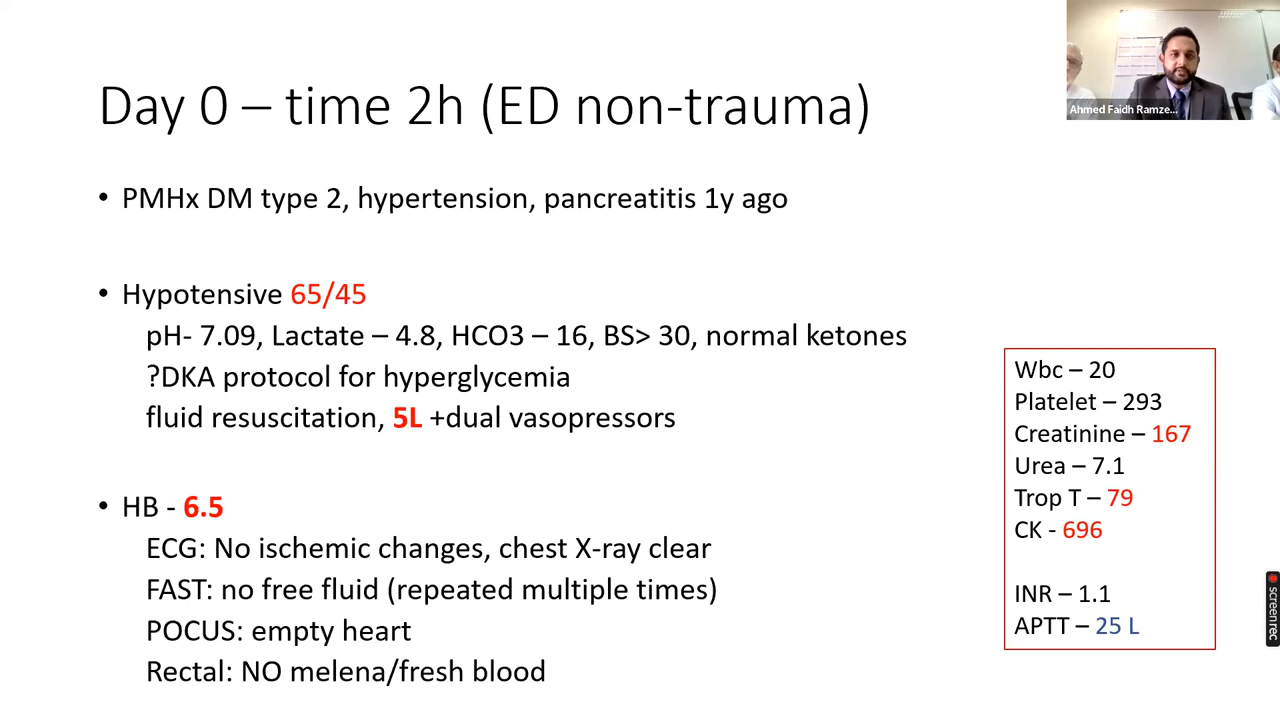 Day 0 – time 2h (ED non-trauma)
Ahmed Faidh Ramze...
• PMHx DM type 2, hypertension, pancreatitis 1y ago
• Hypotensive 65/45
pH- 7.09, Lactate – 4.8, HCO3 – 16, BS> 30, normal ketones
?DKA protocol for hyperglycemia
fluid resuscitation, 5L +dual vasopressors
• HB - 6.5
ECG: No ischemic changes, chest X-ray clear
FAST: no free fluid (repeated multiple times)
POCUS: empty heart
Rectal: NO melena/fresh blood
Wbc – 20
Platelet – 293
Creatinine – 167
Urea – 7.1
Trop T – 79
CK - 696
INR – 1.1
APTT – 25 L
screenrec